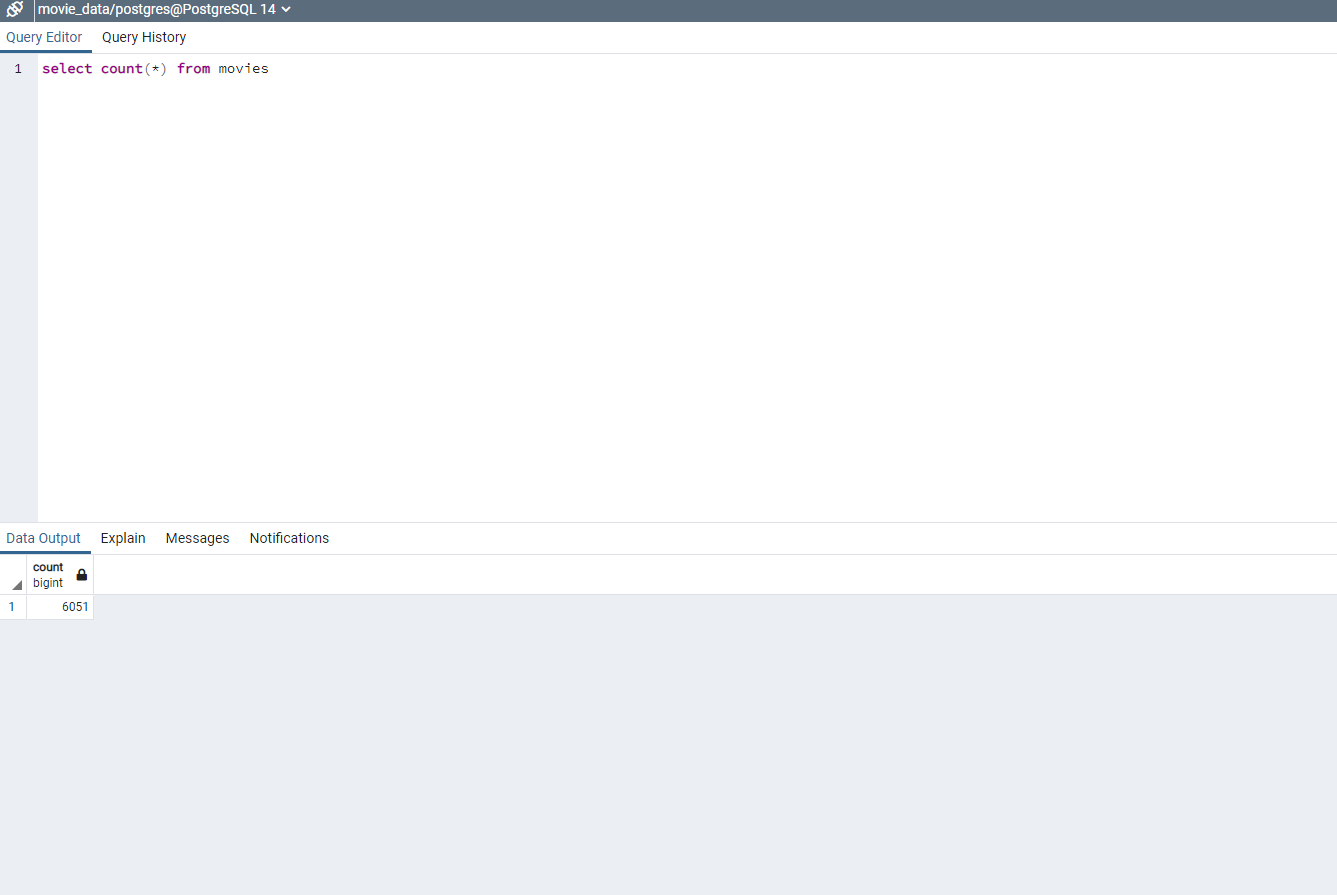 movie_data/postgres@PostgreSQL 14
Query Editor Query History
1 select count(*) from movies
Data Output Explain Messages Notifications
count
bigint
1 6051